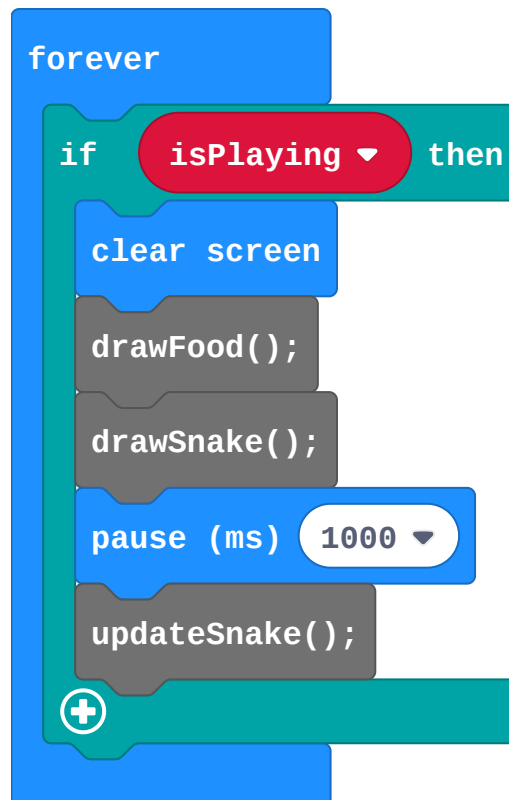 forever
if isPlaying then
clear screen
drawFood();
drawSnake();
pause (ms) 1000
updateSnake();